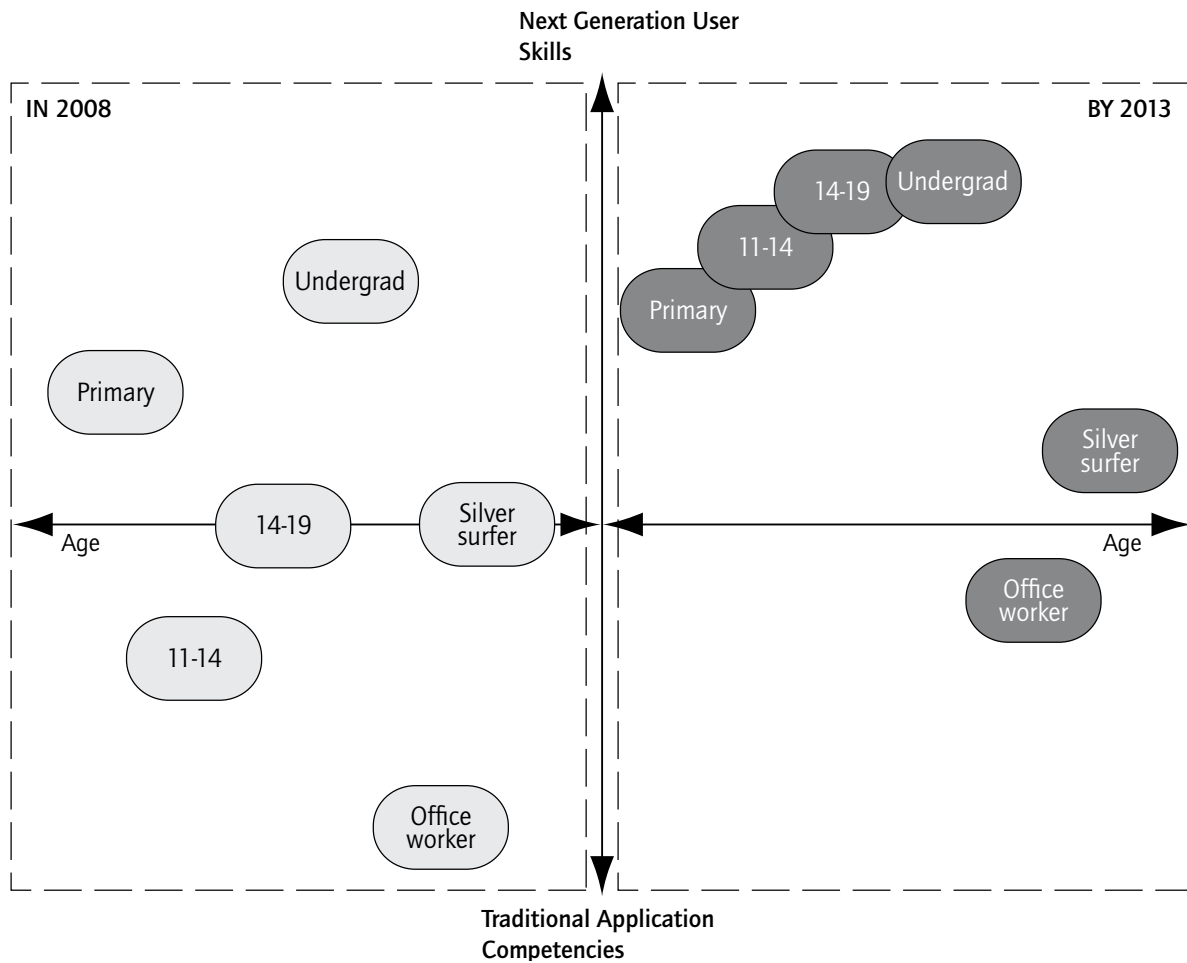 Next Generation User
Skills
IN 2008
Undergrad
Primary
14-19
Silver
surfer
Age
11-14
Office
worker
BY 2013
Undergrad
14-19
11-14
Primary
Silver
surfer
Age
Office
worker
Traditional Application
Competencies